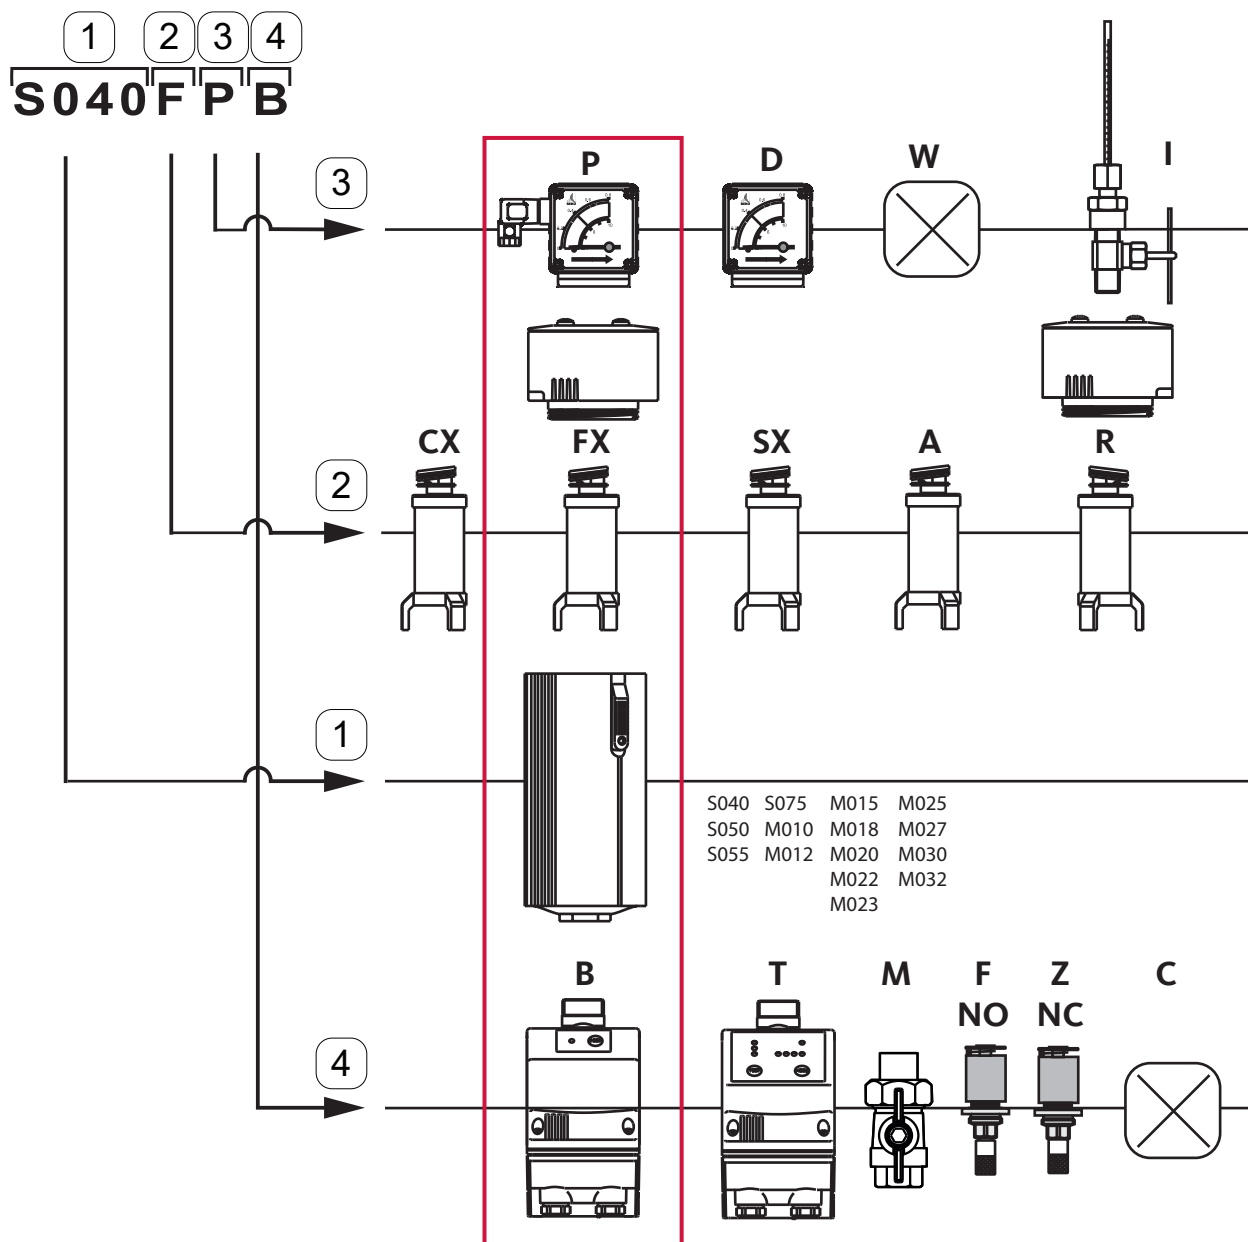 1 2 3 4
S040 F P B
3
P D W I
2
CX FX SX A R
1
S040 S075 M015 M025
S050 M010 M018 M027
S055 M012 M020 M030
M022 M032
M023
4
B T M F Z C
NO NC